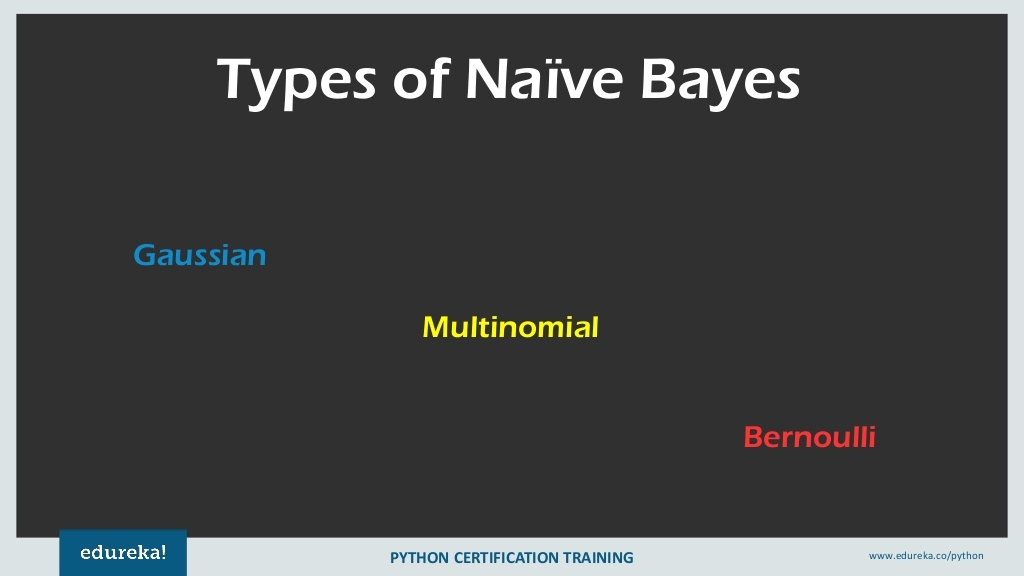 Types of Naïve Bayes
Gaussian
Multinomial
Bernoulli
edureka!
PYTHON CERTIFICATION TRAINING
www.edureka.co/python